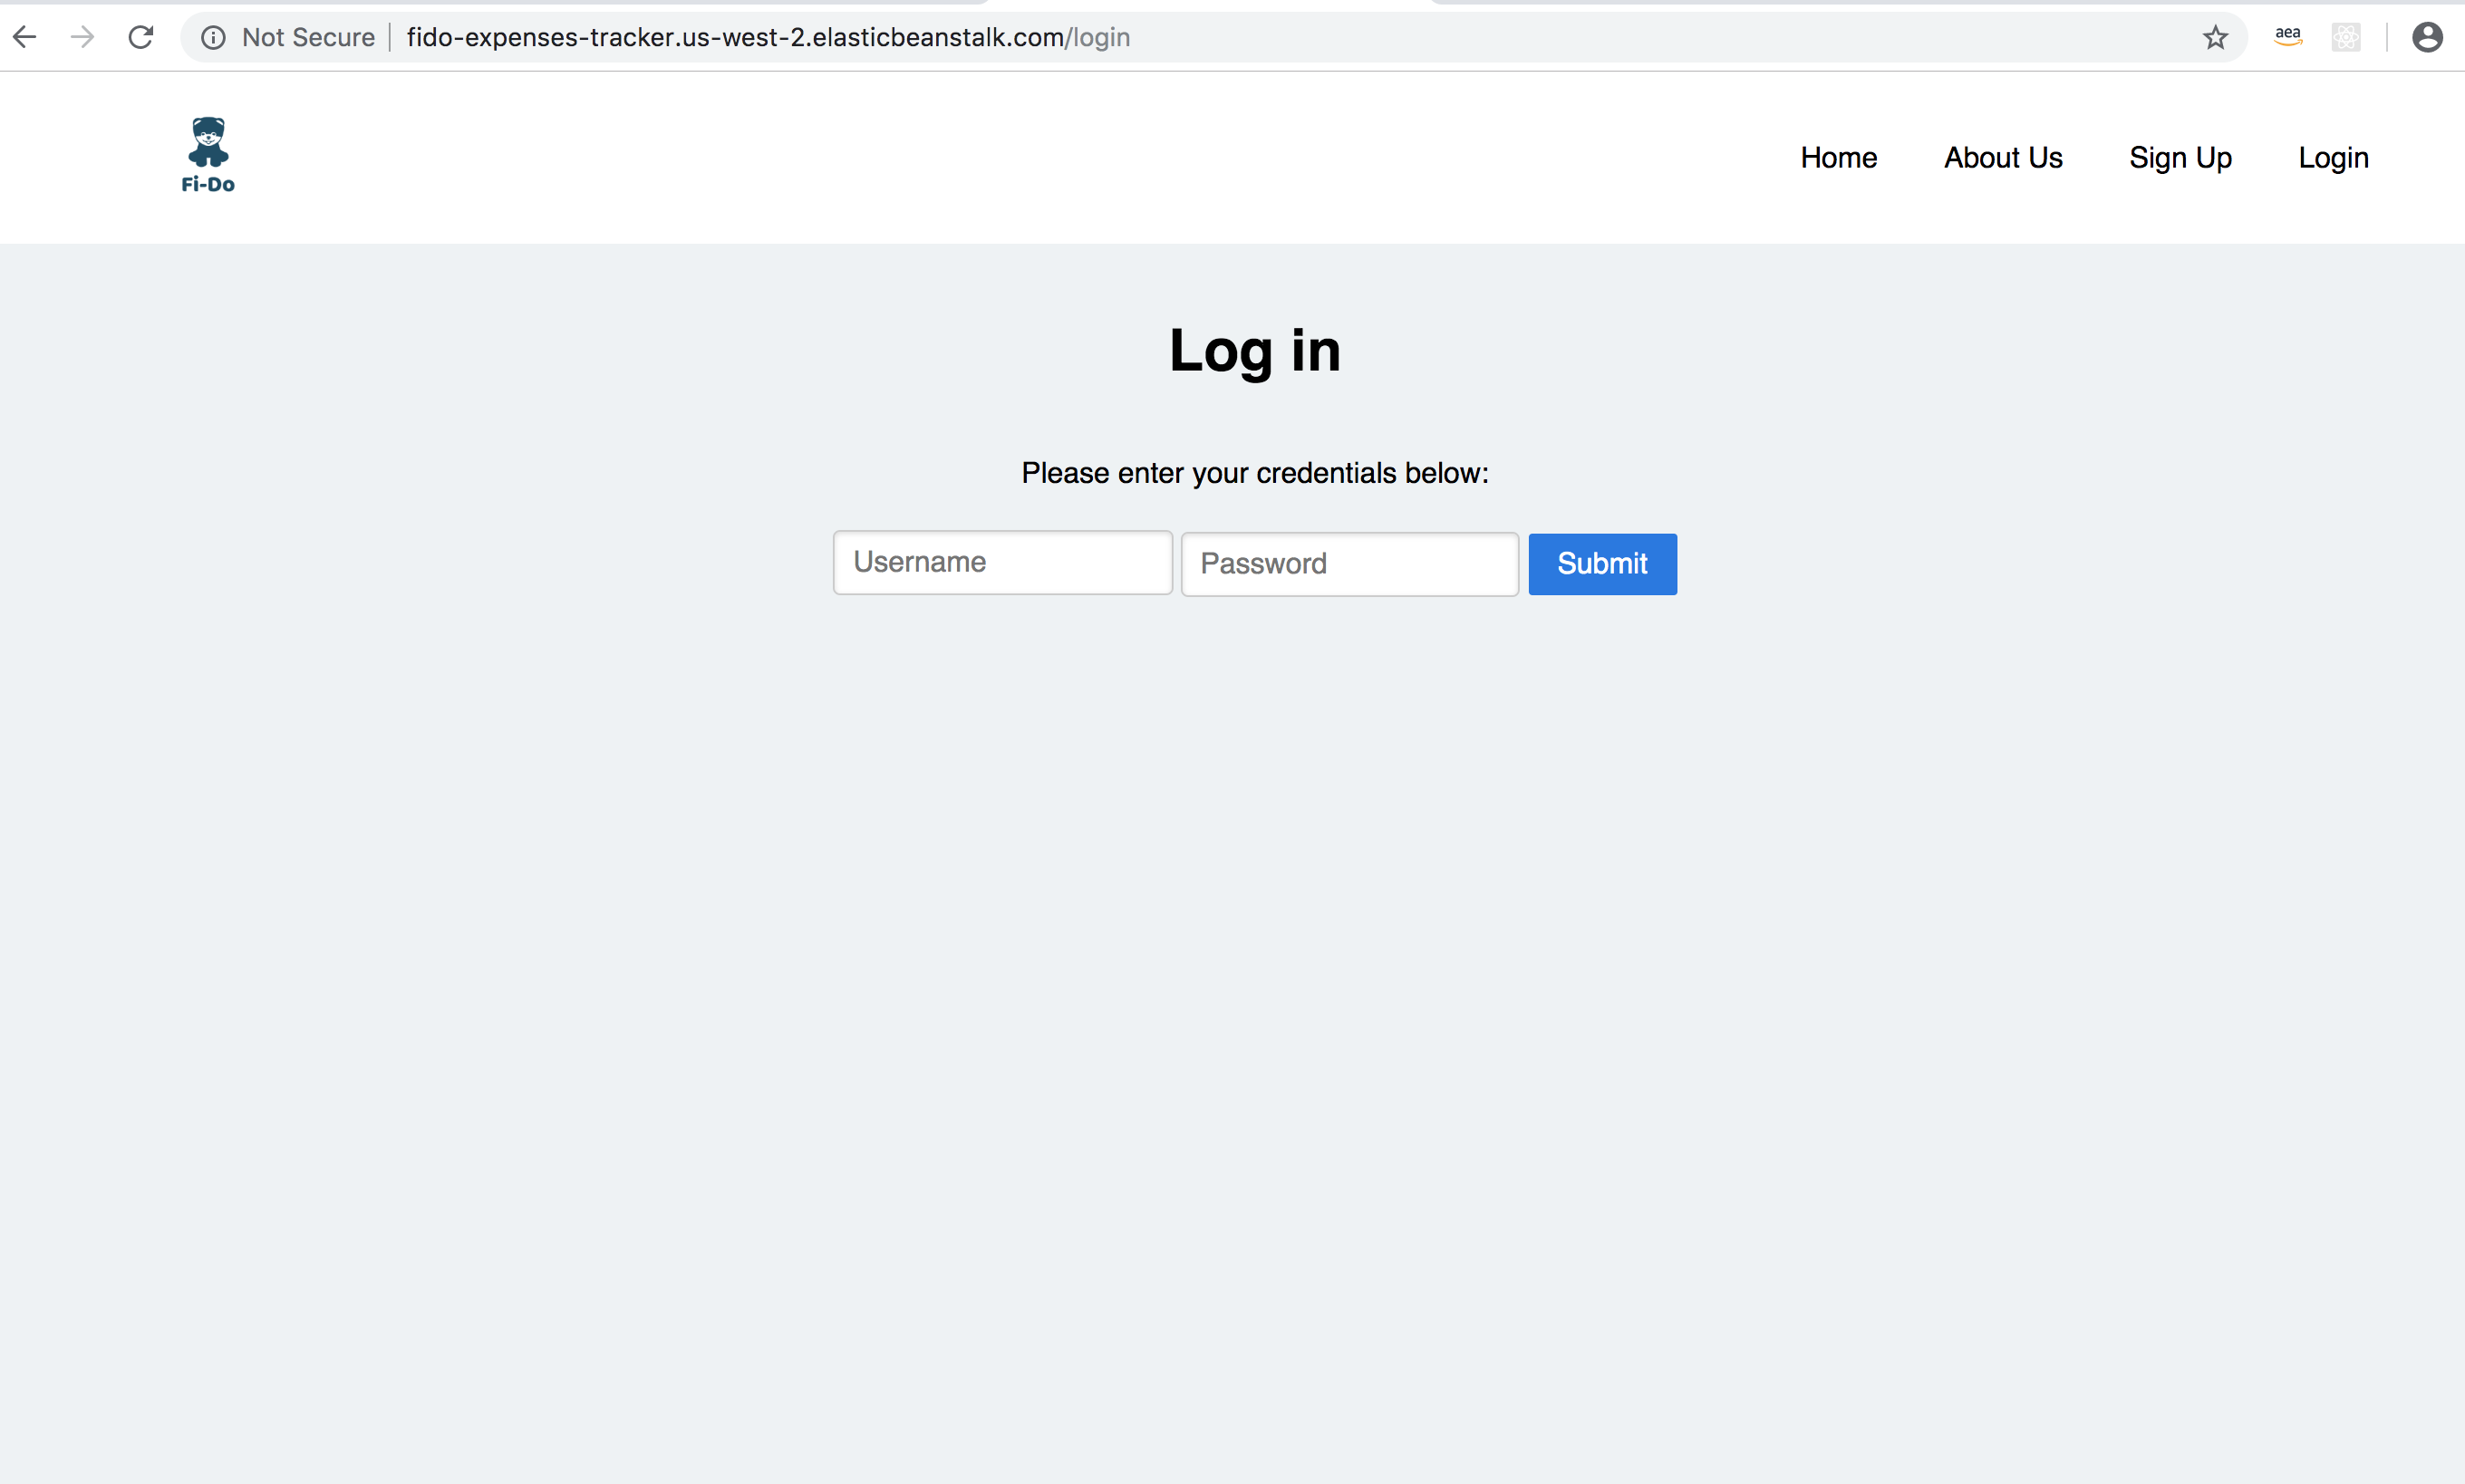 Not Secure fido-expenses-tracker.us-west-2.elasticbeanstalk.com/login
aea
Fi-Do
Home About Us Sign Up Login
Log in
Please enter your credentials below:
Username Password Submit